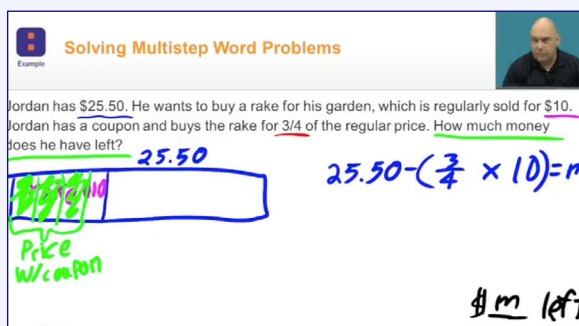 Solving Multistep Word Problems
Example
Jordan has $25.50. He wants to buy a rake for his garden, which is regularly sold for $10.
Jordan has a coupon and buys the rake for 3/4 of the regular price. How much money
does he have left?
25.50
25.50-(3/4 × 10)=m
Price
w/coupon
$ m left